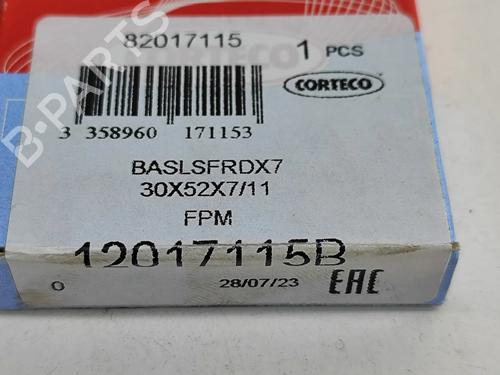 82017115
1 PCS
CORTECO
3 358960 171153
BASLSFRDX7
30X52X7/11
FPM
12017115B
0
28/07/23
EAC
B-PARTS